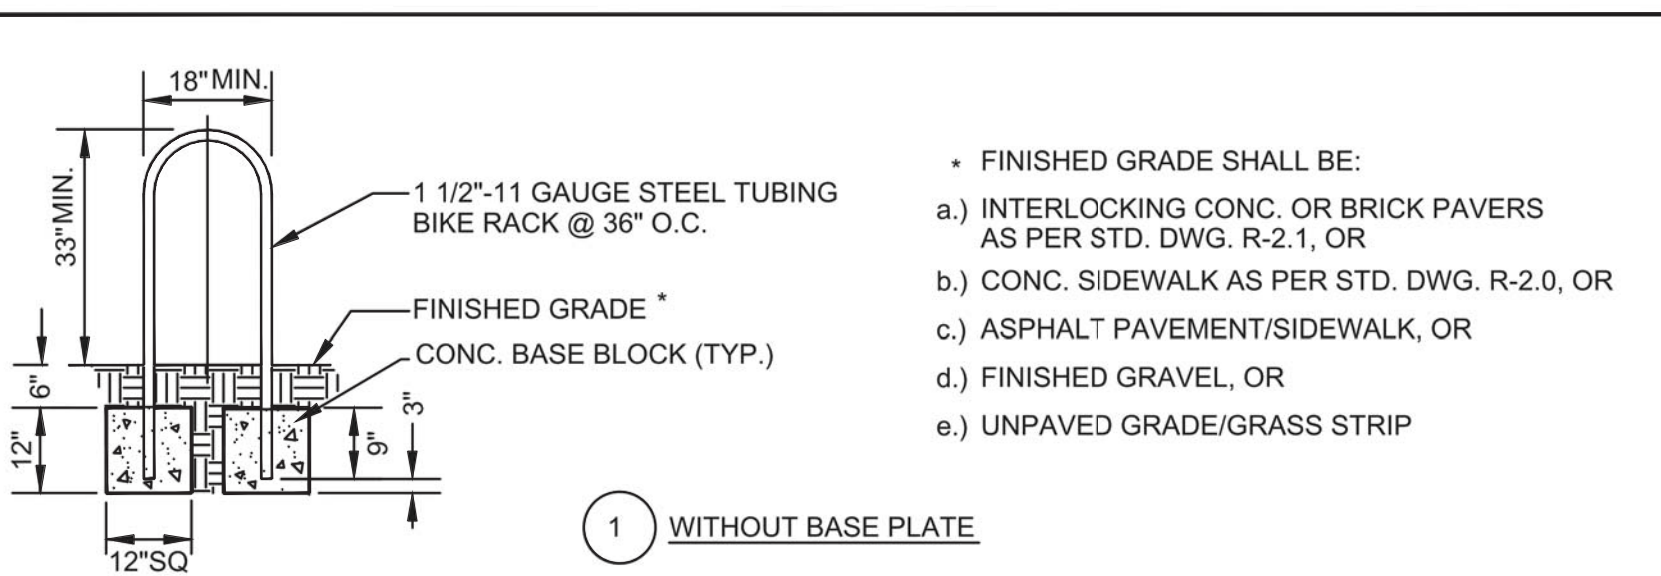 18" MIN.
33" MIN.
1 1/2"-11 GAUGE STEEL TUBING
BIKE RACK @ 36" O.C.
FINISHED GRADE *
CONC. BASE BLOCK (TYP.)
6"
12"
3"
9"
12"SQ
1 WITHOUT BASE PLATE
* FINISHED GRADE SHALL BE:
a.) INTERLOCKING CONC. OR BRICK PAVERS
AS PER STD. DWG. R-2.1, OR
b.) CONC. SIDEWALK AS PER STD. DWG. R-2.0, OR
c.) ASPHALT PAVEMENT/SIDEWALK, OR
d.) FINISHED GRAVEL, OR
e.) UNPAVED GRADE/GRASS STRIP